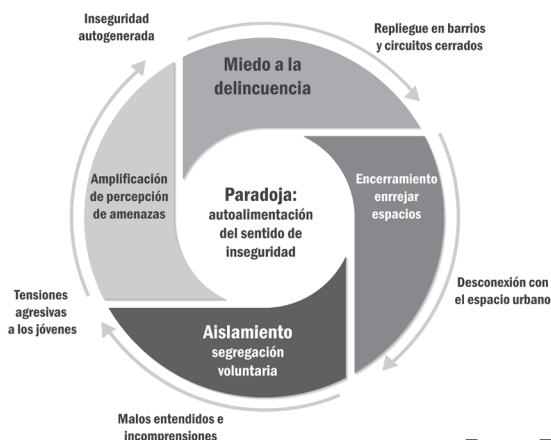 Inseguridad
autogenerada
Repliegue en barrios
y circuitos cerrados
Miedo a la
delincuencia
Amplificación
de percepción
de amenazas
Paradoja:
autoalimentación
del sentido de
inseguridad
Encerramiento
enrrejar
espacios
Desconexión con
el espacio urbano
Tensiones
agresivas
a los jóvenes
Aislamiento
segregación
voluntaria
Malos entendidos e
incomprensiones